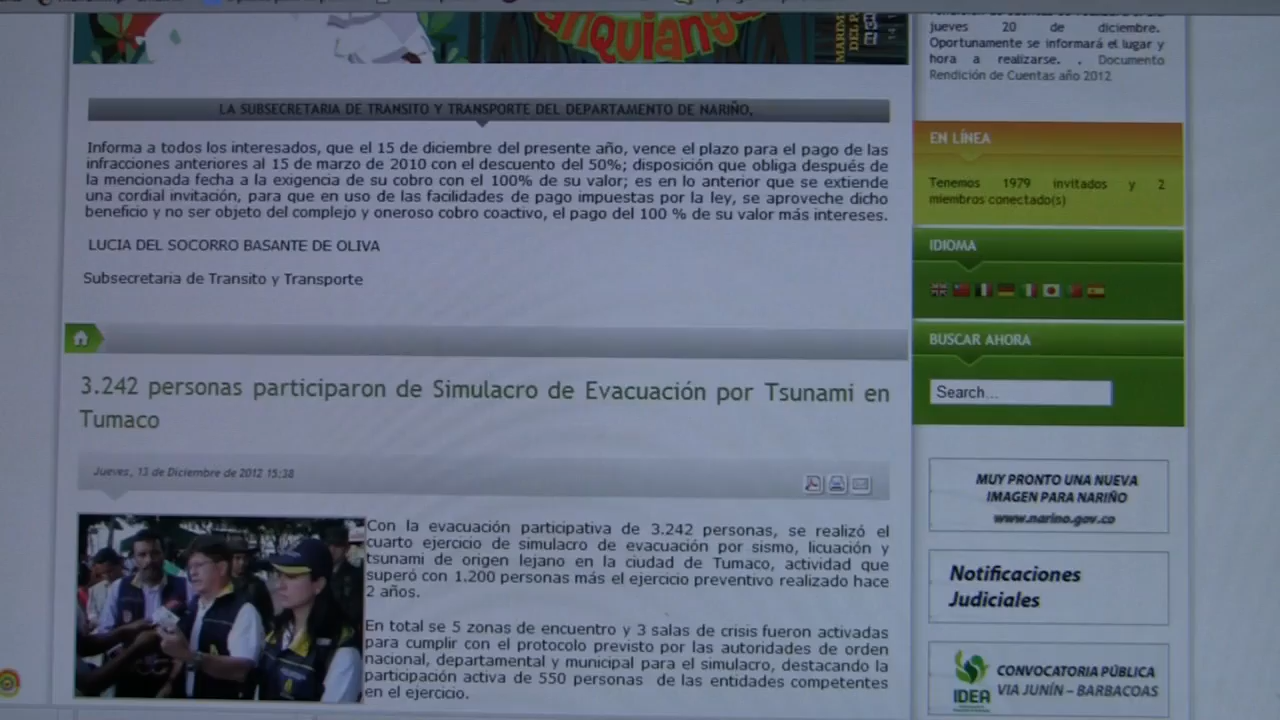 LA SUBSECRETARIA DE TRANSITO Y TRANSPORTE DEL DEPARTAMENTO DE NARIÑO,
Informa a todos los interesados, que el 15 de diciembre del presente año, vence el plazo para el pago de las
infracciones anteriores al 15 de marzo de 2010 con el descuento del 50%; disposición que obliga después de
la mencionada fecha a la exigencia de su cobro con el 100% de su valor; es en lo anterior que se extiende
una cordial invitación, para que en uso de las facilidades de pago impuestas por la ley, se aproveche dicho
beneficio y no ser objeto del complejo y oneroso cobro coactivo, el pago del 100 % de su valor más intereses.
LUCIA DEL SOCORRO BASANTE DE OLIVA
Subsecretaria de Transito y Transporte
3.242 personas participaron de Simulacro de Evacuación por Tsunami en
Tumaco
Jueves, 13 de Diciembre de 2012 15:38
Con la evacuación participativa de 3.242 personas, se realizó el
cuarto ejercicio de simulacro de evacuación por sismo, licuación y
tsunami de origen lejano en la ciudad de Tumaco, actividad que
superó con 1.200 personas más el ejercicio preventivo realizado hace
2 años.
En total se 5 zonas de encuentro y 3 salas de crisis fueron activadas
para cumplir con el protocolo previsto por las autoridades de orden
nacional, departamental y municipal para el simulacro, destacando la
participación activa de 550 personas de las entidades competentes
en el ejercicio.
jueves 20 de diciembre.
Oportunamente se informará el lugar y
hora a realizarse. . Documento
Rendición de Cuentas año 2012
EN LÍNEA
Tenemos 1979 invitados y 2
miembros conectado(s)
IDIOMA
BUSCAR AHORA
Search...
MUY PRONTO UNA NUEVA
IMAGEN PARA NARIÑO
www.narino.gov.co
Notificaciones
Judiciales
IDEA
CONVOCATORIA PÚBLICA
VIA JUNÍN – BARBACOAS